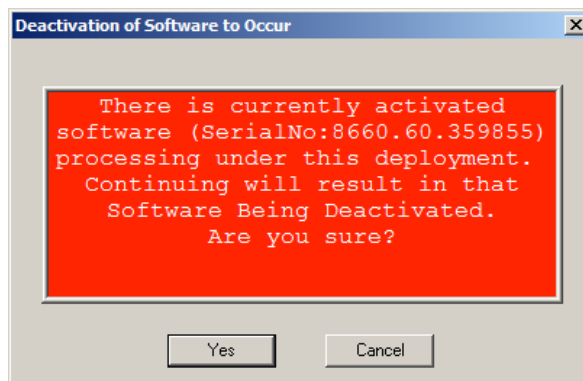 Deactivation of Software to Occur
There is currently activated
software (SerialNo:8660.60.359855)
processing under this deployment.
Continuing will result in that
Software Being Deactivated.
Are you sure?
Yes Cancel